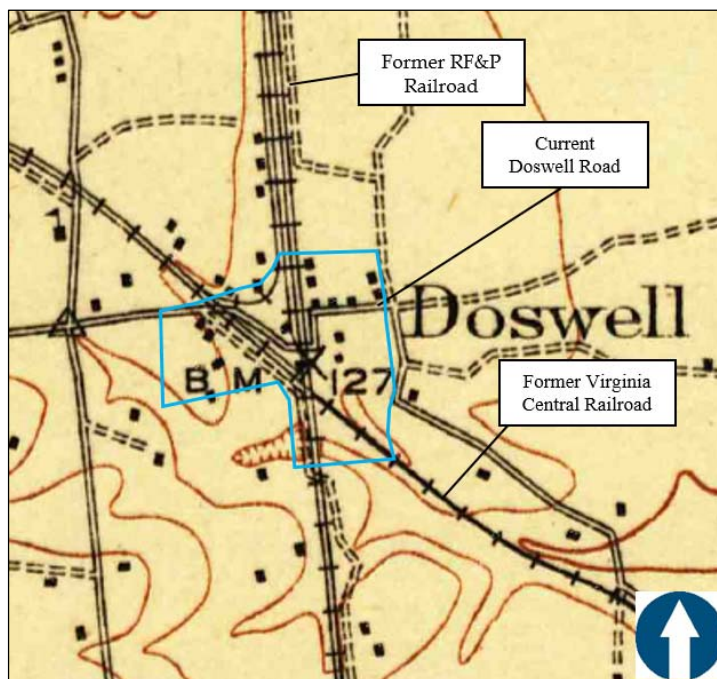 Former RF&P
Railroad
Current
Doswell Road
Doswell
B M 127
Former Virginia
Central Railroad